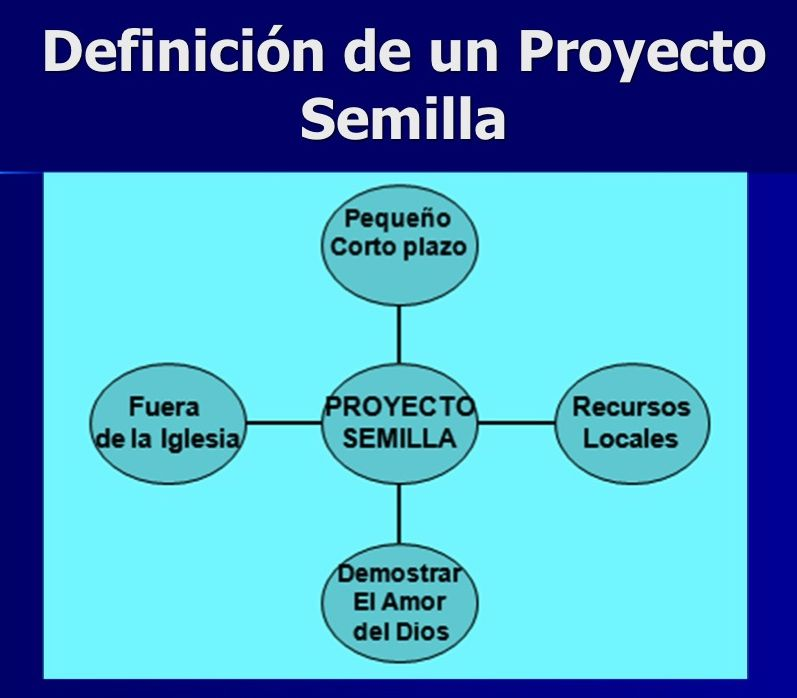 Definición de un Proyecto
Semilla
Pequeño
Corto plazo
Fuera
de la Iglesia
PROYECTO
SEMILLA
Recursos
Locales
Demostrar
El Amor
del Dios